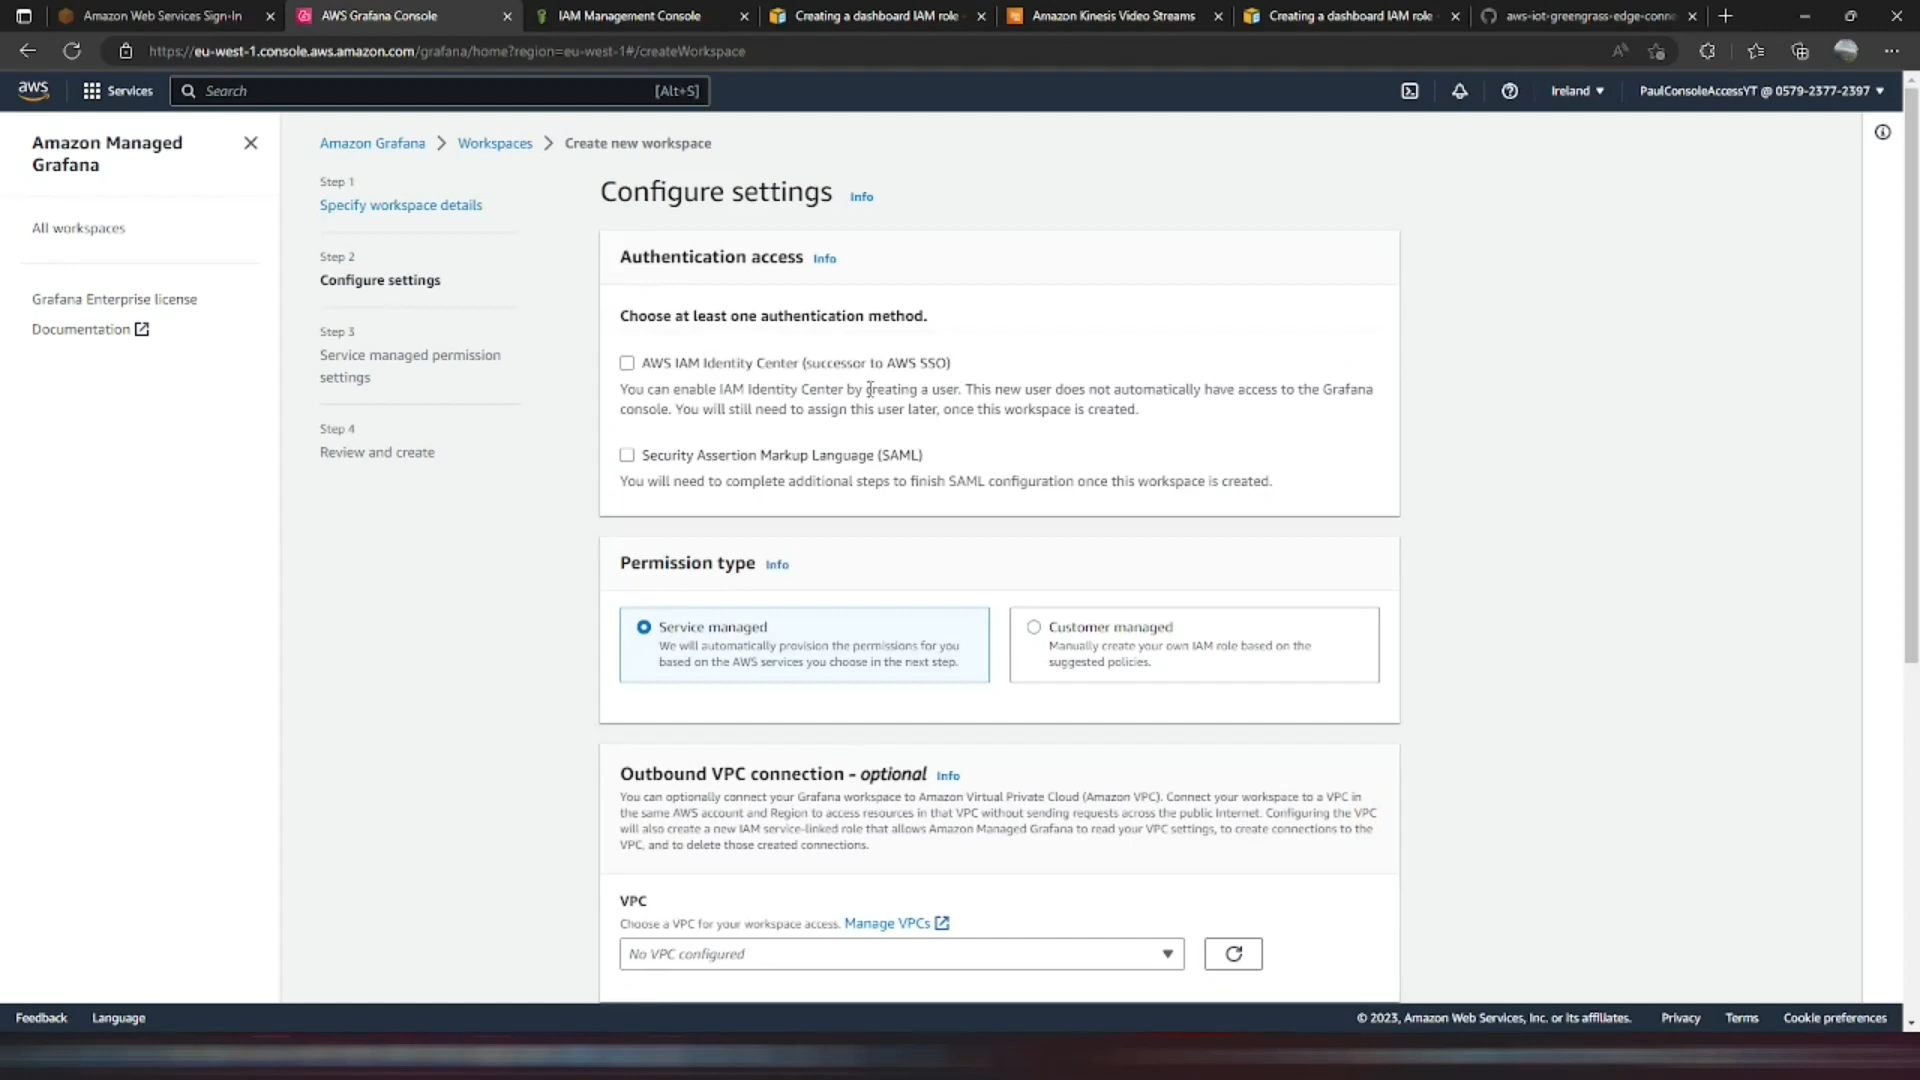 Amazon Web Services Sign-In
AWS Grafana Console
IAM Management Console
Creating a dashboard IAM role
Amazon Kinesis Video Streams
Creating a dashboard IAM role
aws-iot-greengrass-edge-conne
https://eu-west-1.console.aws.amazon.com/grafana/home?region=eu-west-1#/createWorkspace
aws
Services
Search
[Alt+S]
Ireland
PaulConsoleAccessYT @ 0579-2377-2397
Amazon Managed
Grafana
All workspaces
Grafana Enterprise license
Documentation
Amazon Grafana
Workspaces
Create new workspace
Step 1
Specify workspace details
Step 2
Configure settings
Step 3
Service managed permission
settings
Step 4
Review and create
Configure settings Info
Authentication access Info
Choose at least one authentication method.
AWS IAM Identity Center (successor to AWS SSO)
You can enable IAM Identity Center by creating a user. This new user does not automatically have access to the Grafana
console. You will still need to assign this user later, once this workspace is created.
Security Assertion Markup Language (SAML)
You will need to complete additional steps to finish SAML configuration once this workspace is created.
Permission type Info
Service managed
We will automatically provision the permissions for you
based on the AWS services you choose in the next step.
Customer managed
Manually create your own IAM role based on the
suggested policies.
Outbound VPC connection - optional Info
You can optionally connect your Grafana workspace to Amazon Virtual Private Cloud (Amazon VPC). Connect your workspace to a VPC in
the same AWS account and Region to access resources in that VPC without sending requests across the public Internet. Configuring the VPC
will also create a new IAM service-linked role that allows Amazon Managed Grafana to read your VPC settings, to create connections to the
VPC, and to delete those created connections.
VPC
Choose a VPC for your workspace access. Manage VPCs
No VPC configured
Feedback
Language
© 2023, Amazon Web Services, Inc. or its affiliates.
Privacy
Terms
Cookie preferences